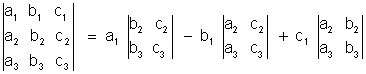 |a₁ b₁ c₁|
|a₂ b₂ c₂| = a₁ |b₂ c₂| − b₁ |a₂ c₂| + c₁ |a₂ b₂|
|a₃ b₃ c₃| |b₃ c₃| |a₃ c₃| |a₃ b₃|